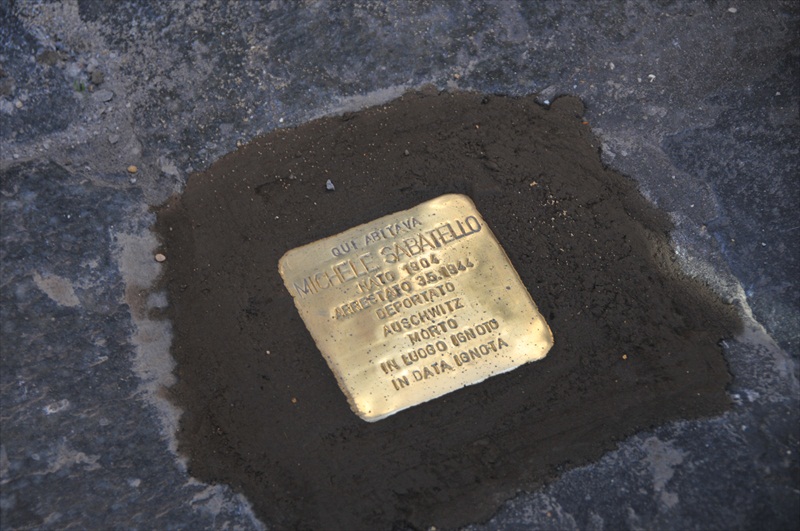 QUI ABITAVA
MICHELE SABATELLO
NATO 1904
ARRESTATO 3.5.1944
DEPORTATO
AUSCHWITZ
MORTO
IN LUOGO IGNOTO
IN DATA IGNOTA